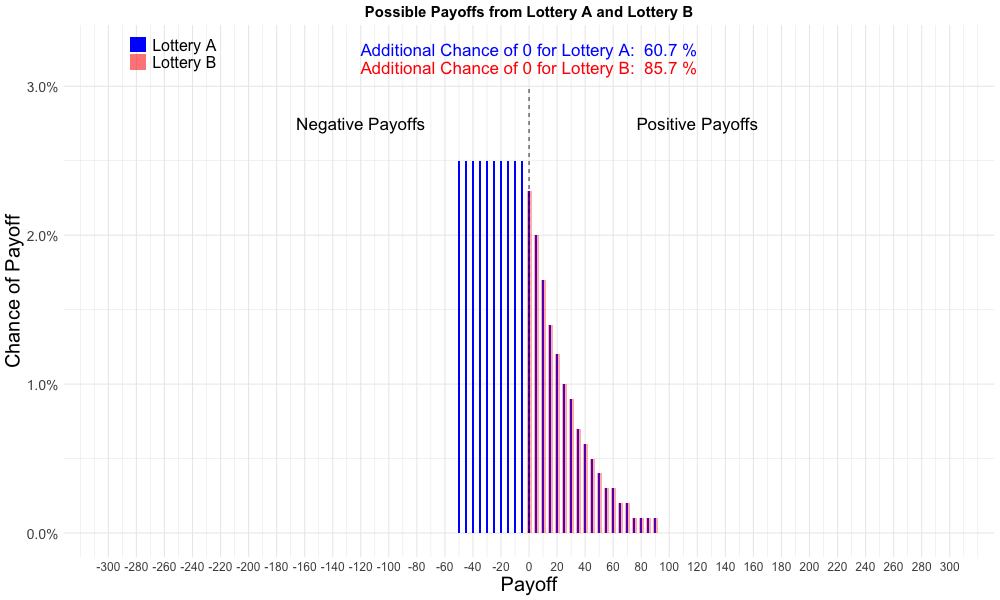 Possible Payoffs from Lottery A and Lottery B
Lottery A
Lottery B
Additional Chance of 0 for Lottery A: 60.7 %
Additional Chance of 0 for Lottery B: 85.7 %
Negative Payoffs
Positive Payoffs
Chance of Payoff
3.0%
2.0%
1.0%
0.0%
-300 -280 -260 -240 -220 -200 -180 -160 -140 -120 -100 -80 -60 -40 -20 0 20 40 60 80 100 120 140 160 180 200 220 240 260 280 300
Payoff